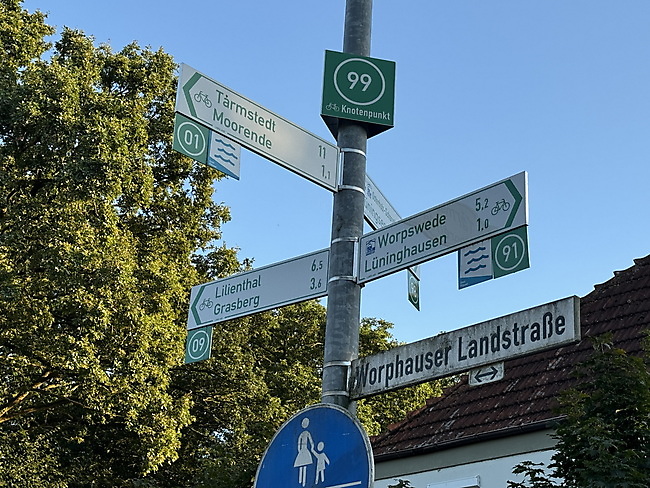 99
Knotenpunkt
Tarmstedt 11
Moorende 1,1
01
Worpswede 5,2
Lüninghausen 1,0
91
Lilienthal 6,5
Grasberg 3,6
09
Worphauser Landstraße